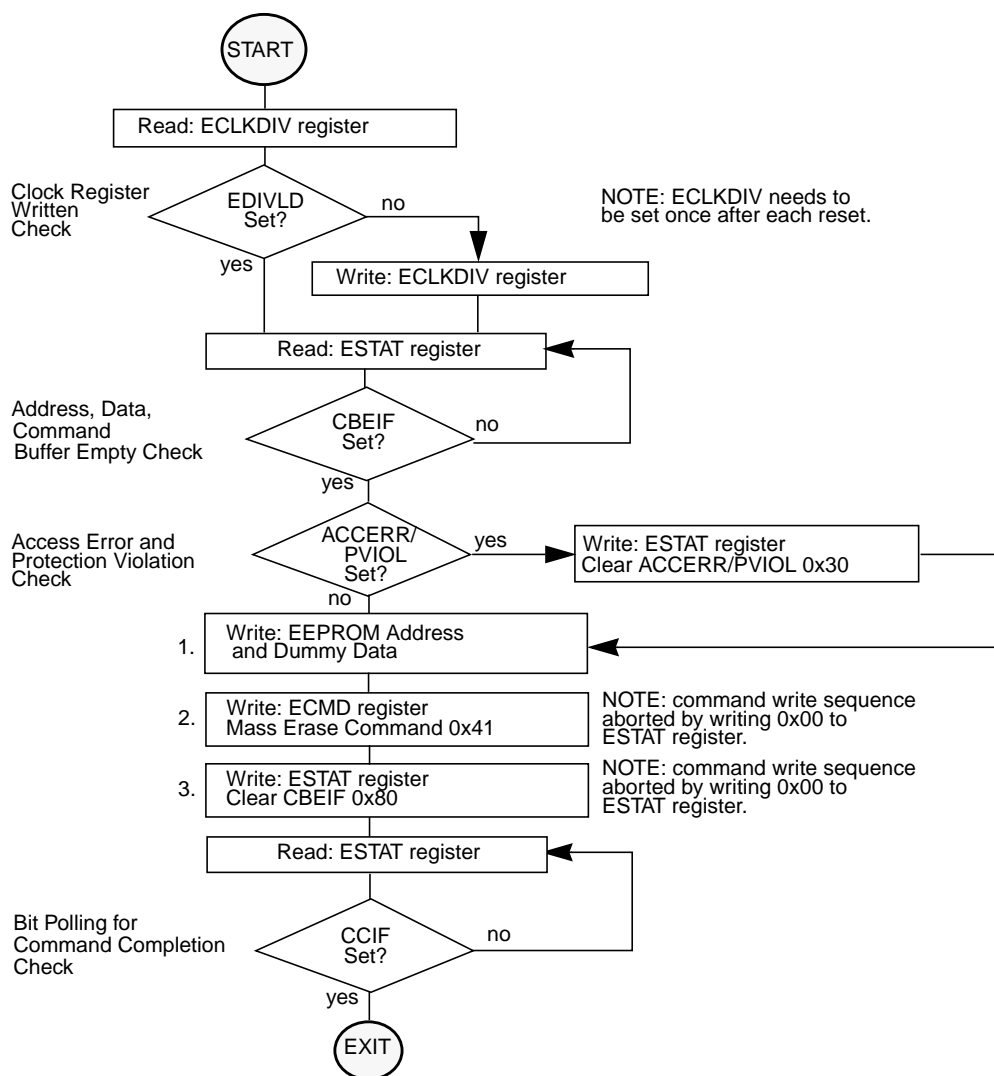 START
Read: ECLKDIV register
Clock Register
Written
Check
EDIVLD
Set?
no
yes
NOTE: ECLKDIV needs to
be set once after each reset.
Write: ECLKDIV register
Read: ESTAT register
Address, Data,
Command
Buffer Empty Check
CBEIF
Set?
no
yes
Access Error and
Protection Violation
Check
ACCERR/
PVIOL
Set?
yes
no
Write: ESTAT register
Clear ACCERR/PVIOL 0x30
1.
Write: EEPROM Address
and Dummy Data
2.
Write: ECMD register
Mass Erase Command 0x41
NOTE: command write sequence
aborted by writing 0x00 to
ESTAT register.
3.
Write: ESTAT register
Clear CBEIF 0x80
NOTE: command write sequence
aborted by writing 0x00 to
ESTAT register.
Read: ESTAT register
Bit Polling for
Command Completion
Check
CCIF
Set?
no
yes
EXIT